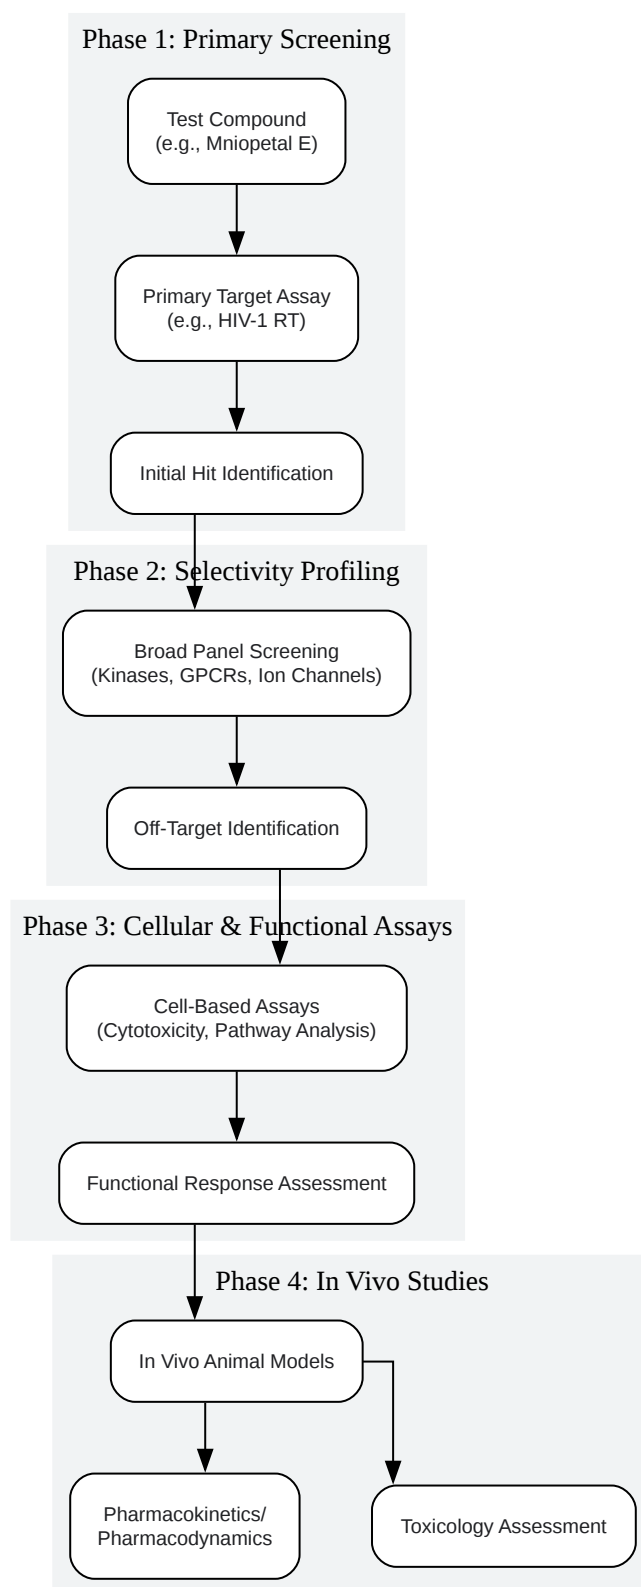 Phase 1: Primary Screening
Test Compound
(e.g., Mniopetal E)
Primary Target Assay
(e.g., HIV-1 RT)
Initial Hit Identification
Phase 2: Selectivity Profiling
Broad Panel Screening
(Kinases, GPCRs, Ion Channels)
Off-Target Identification
Phase 3: Cellular & Functional Assays
Cell-Based Assays
(Cytotoxicity, Pathway Analysis)
Functional Response Assessment
Phase 4: In Vivo Studies
In Vivo Animal Models
Pharmacokinetics/
Pharmacodynamics
Toxicology Assessment